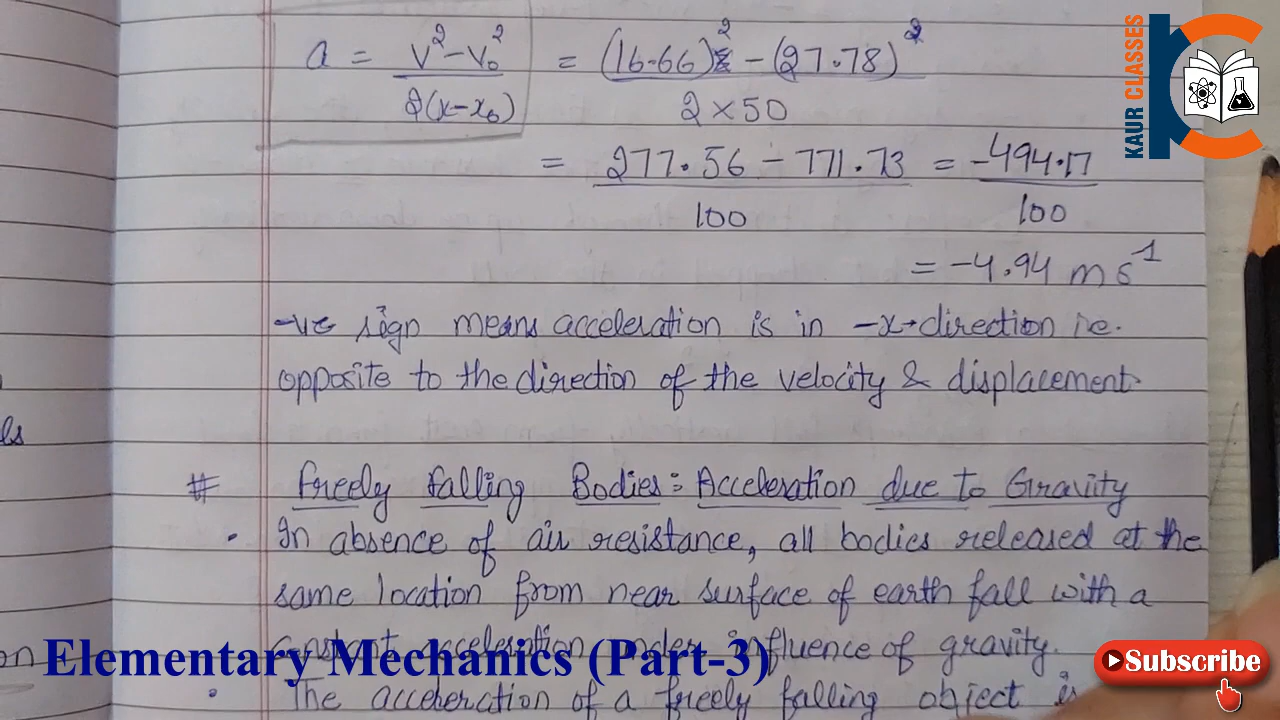 a = v² - v₀² / 2(x-x₀) = (16.66)² - (27.78)² / 2 × 50
= 277.56 - 771.73 / 100 = -494.17 / 100
= -4.94 m s⁻¹
-ve sign means acceleration is in -x-direction i.e.
opposite to the direction of the velocity & displacement.
# Freely Falling Bodies: Acceleration due to Gravity
• In absence of air resistance, all bodies released at the
same location from near surface of earth fall with a
constant acceleration under influence of gravity.
• The acceleration of a freely falling object is
KAUR CLASSES
Elementary Mechanics (Part-3)
Subscribe